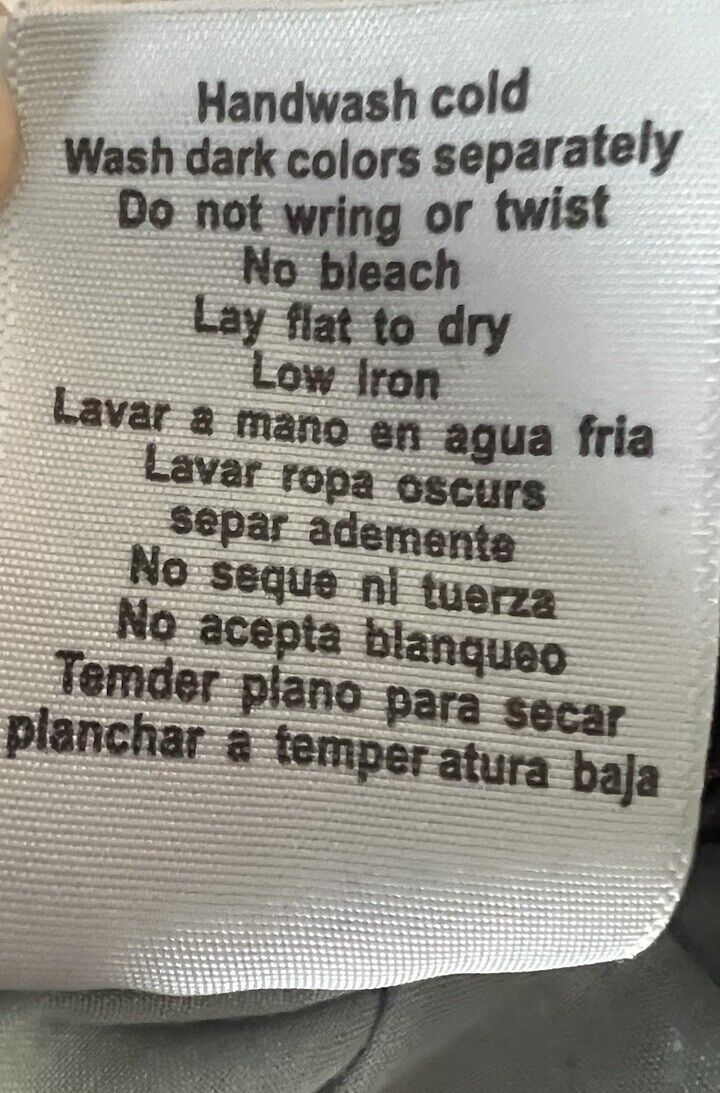 Handwash cold
Wash dark colors separately
Do not wring or twist
No bleach
Lay flat to dry
Low Iron
Lavar a mano en agua fria
Lavar ropa oscurs
separ ademente
No seque ni tuerza
No acepta blanqueo
Temder plano para secar
planchar a temper atura baja